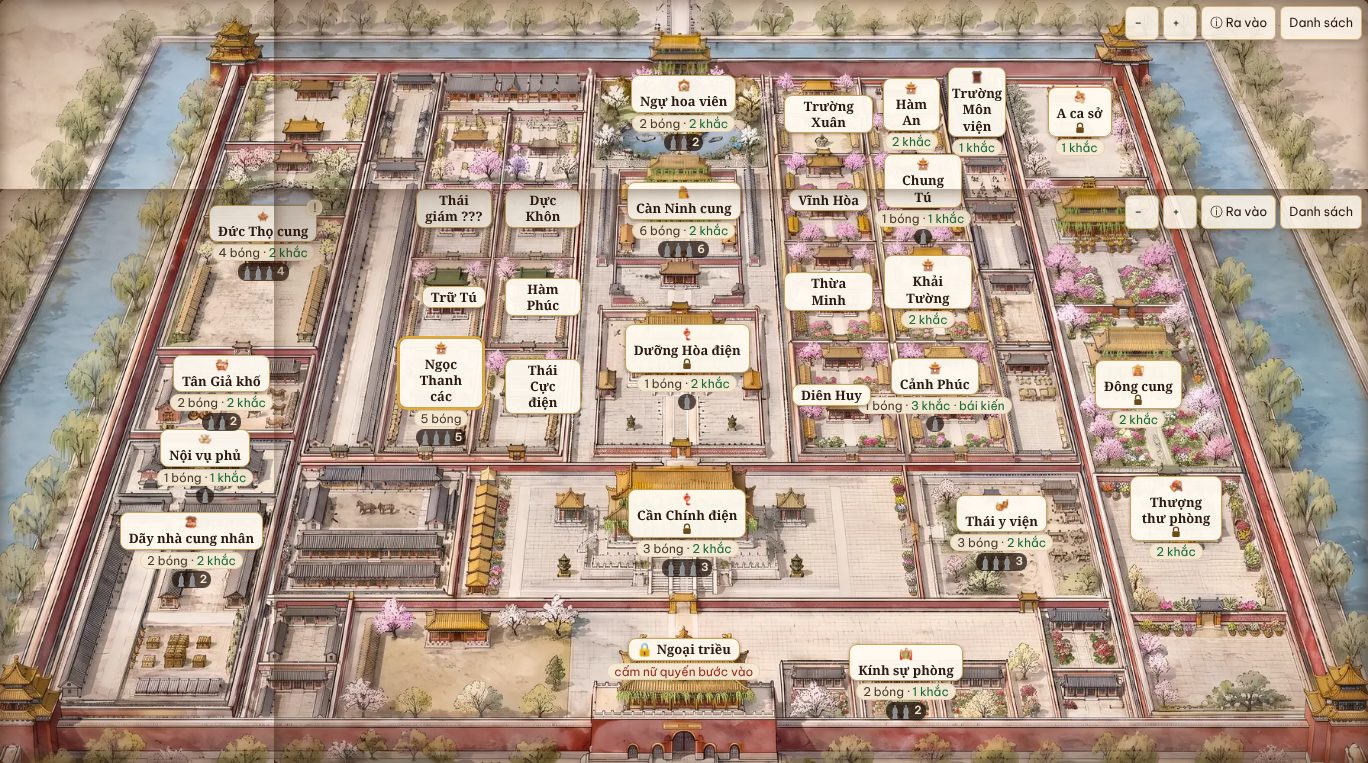 -
+
ⓘ Ra vào
Danh sách
Ngự hoa viên
2 bóng · 2 khắc
2
Trường
Xuân
Hàm
An
2 khắc
Trường
Môn
viện
1 khắc
A ca sở
1 khắc
-
+
ⓘ Ra vào
Danh sách
Đức Thọ cung
4 bóng · 2 khắc
4
Thái
giám ???
Dực
Khôn
Càn Ninh cung
6 bóng · 2 khắc
6
Vĩnh Hòa
Chung
Tú
1 bóng · 1 khắc
Trữ Tú
Hàm
Phúc
Thừa
Minh
Khải
Tường
2 khắc
Tân Giả khố
2 bóng · 2 khắc
2
Ngọc
Thanh
các
5 bóng
5
Thái
Cực
điện
Dưỡng Hòa điện
1 bóng · 2 khắc
Diên Huy
Cảnh Phúc
bóng · 3 khắc · bái kiến
Đông cung
2 khắc
Nội vụ phủ
1 bóng · 1 khắc
Dãy nhà cung nhân
2 bóng · 2 khắc
2
Cần Chính điện
3 bóng · 2 khắc
3
Thái y viện
3 bóng · 2 khắc
3
Thượng
thư phòng
2 khắc
Ngoại triều
cấm nữ quyến bước vào
Kính sự phòng
2 bóng · 1 khắc
2